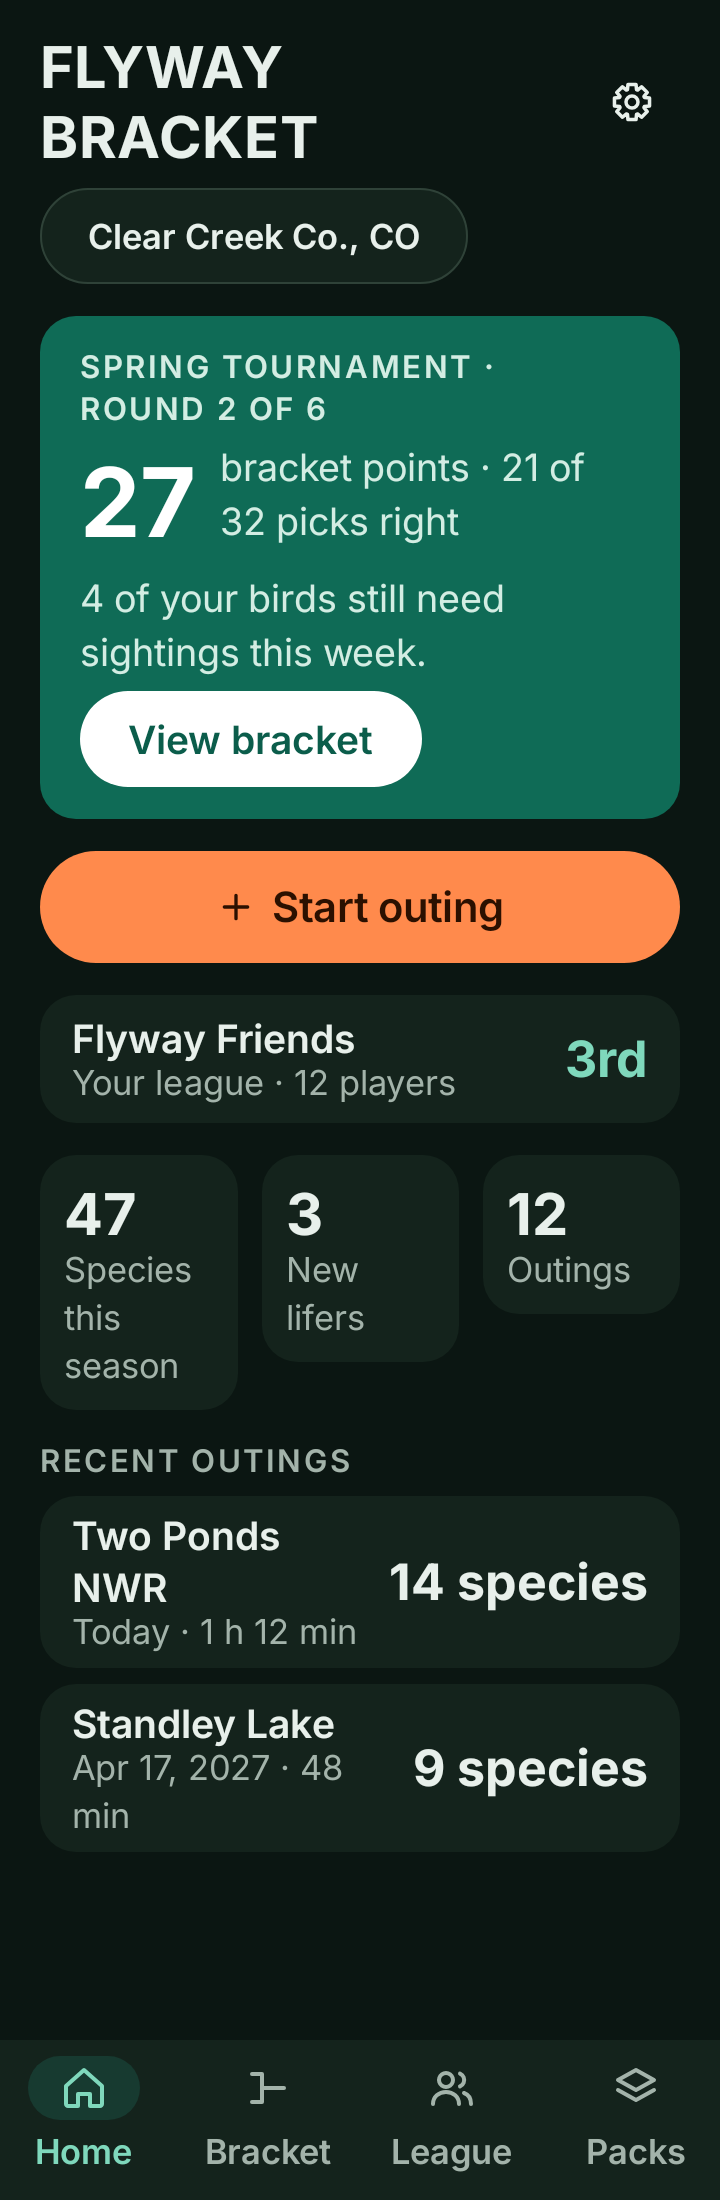 FLYWAY
BRACKET
Clear Creek Co., CO
SPRING TOURNAMENT ·
ROUND 2 OF 6
27
bracket points · 21 of
32 picks right
4 of your birds still need
sightings this week.
View bracket
+ Start outing
Flyway Friends
Your league · 12 players
3rd
47
Species
this
season
3
New
lifers
12
Outings
RECENT OUTINGS
Two Ponds
NWR
Today · 1 h 12 min
14 species
Standley Lake
Apr 17, 2027 · 48
min
9 species
Home
Bracket
League
Packs